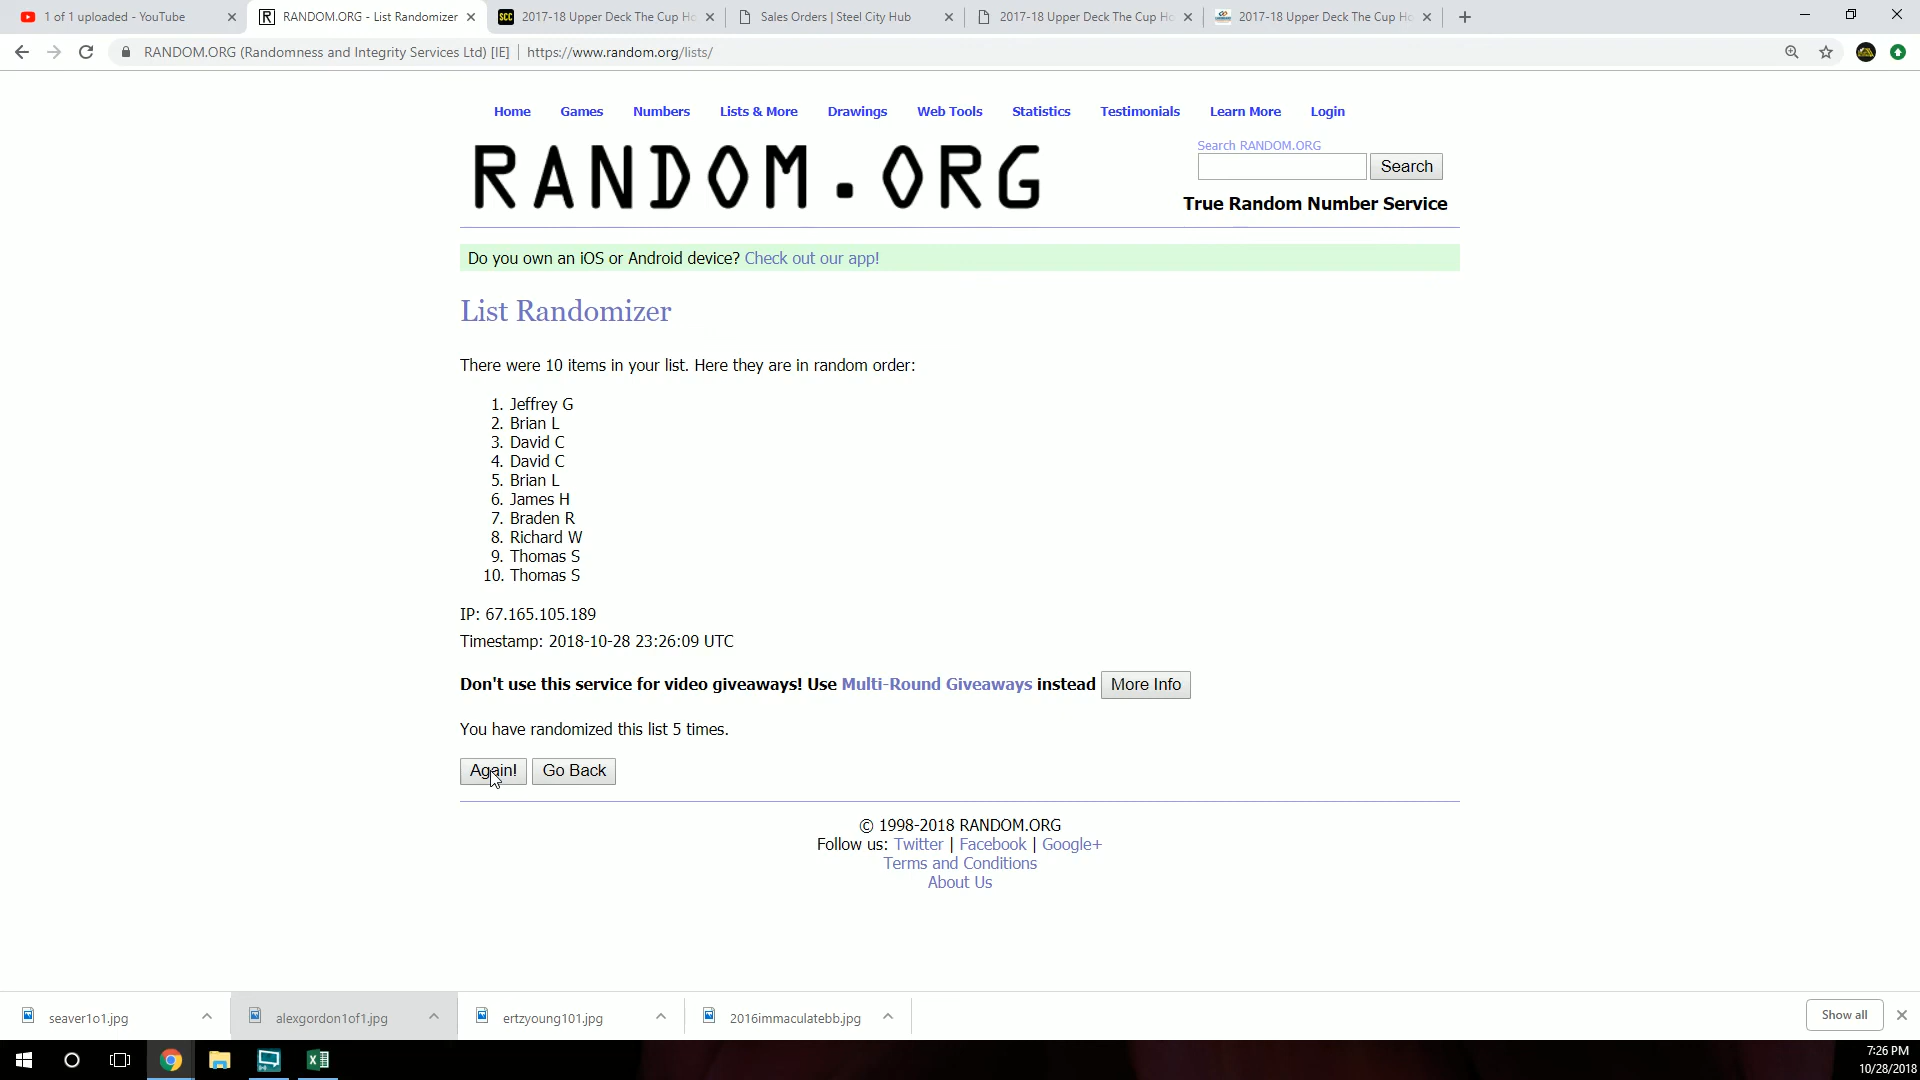 1 of 1 uploaded - YouTube
RANDOM.ORG - List Randomizer
2017-18 Upper Deck The Cup Ho
Sales Orders | Steel City Hub
2017-18 Upper Deck The Cup Ho
2017-18 Upper Deck The Cup Ho
RANDOM.ORG (Randomness and Integrity Services Ltd) [IE] | https://www.random.org/lists/
Home Games Numbers Lists & More Drawings Web Tools Statistics Testimonials Learn More Login
RANDOM.ORG
Search RANDOM.ORG
Search
True Random Number Service
Do you own an iOS or Android device? Check out our app!
List Randomizer
There were 10 items in your list. Here they are in random order:
1. Jeffrey G
2. Brian L
3. David C
4. David C
5. Brian L
6. James H
7. Braden R
8. Richard W
9. Thomas S
10. Thomas S
IP: 67.165.105.189
Timestamp: 2018-10-28 23:26:09 UTC
Don't use this service for video giveaways! Use Multi-Round Giveaways instead More Info
You have randomized this list 5 times.
Again! Go Back
© 1998-2018 RANDOM.ORG
Follow us: Twitter | Facebook | Google+
Terms and Conditions
About Us
seaver1o1.jpg
alexgordon1of1.jpg
ertzyoung101.jpg
2016immaculatebb.jpg
Show all
7:26 PM
10/28/2018